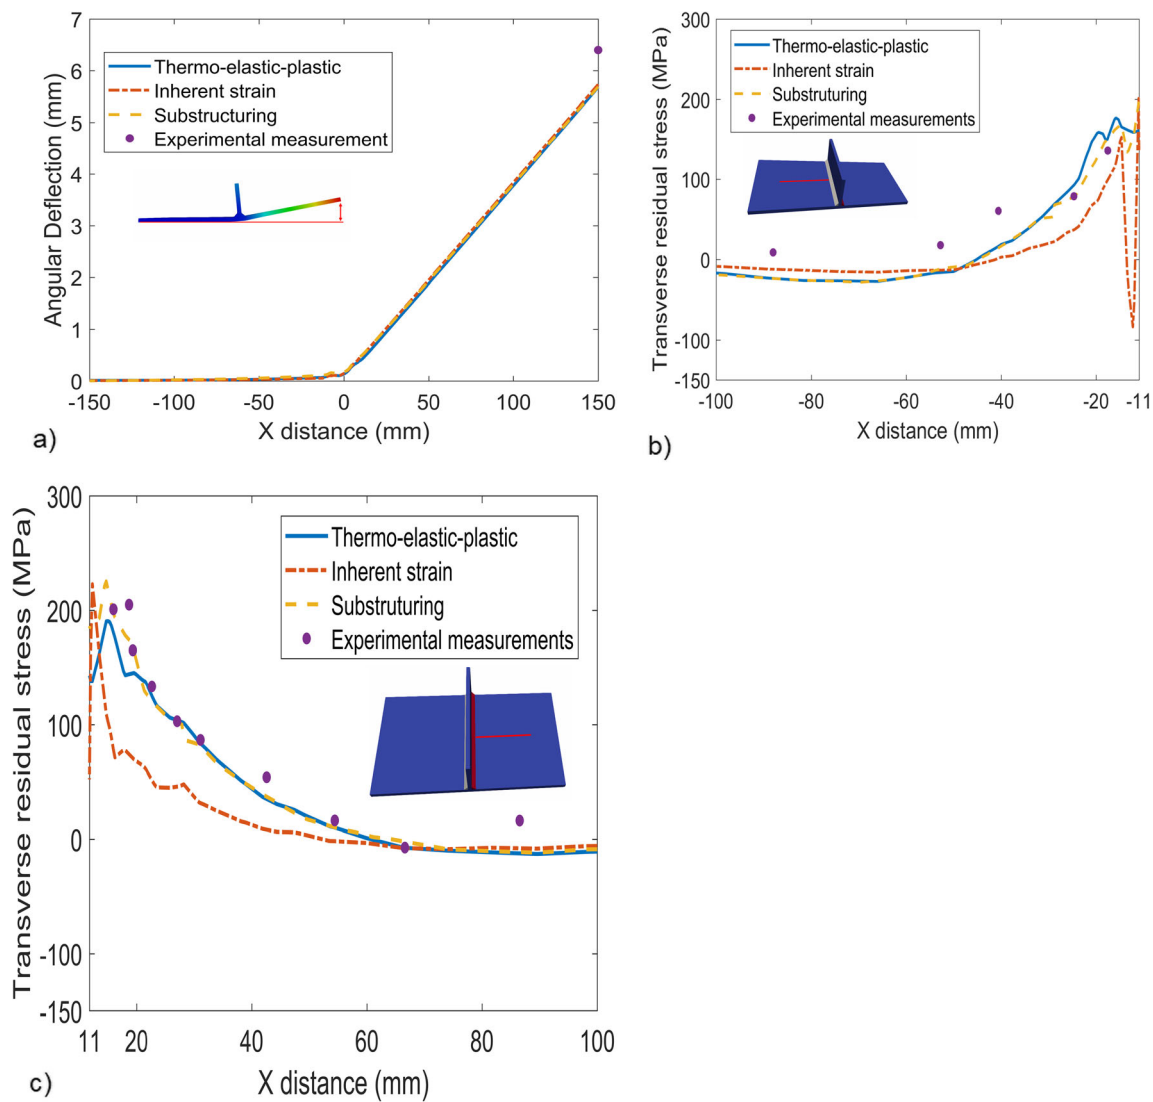 7
6
5
4
3
2
1
0
Angular Deflection (mm)
Thermo-elastic-plastic
Inherent strain
Substructuring
Experimental measurement
-150
-100
-50
0
50
100
150
X distance (mm)
a)
300
200
100
0
-100
-150
Transverse residual stress (MPa)
Thermo-elastic-plastic
Inherent strain
Substruturing
Experimental measurements
-100
-80
-60
-40
-20
-11
X distance (mm)
b)
300
200
100
0
-100
-150
Transverse residual stress (MPa)
Thermo-elastic-plastic
Inherent strain
Substruturing
Experimental measurements
11
20
40
60
80
100
X distance (mm)
c)